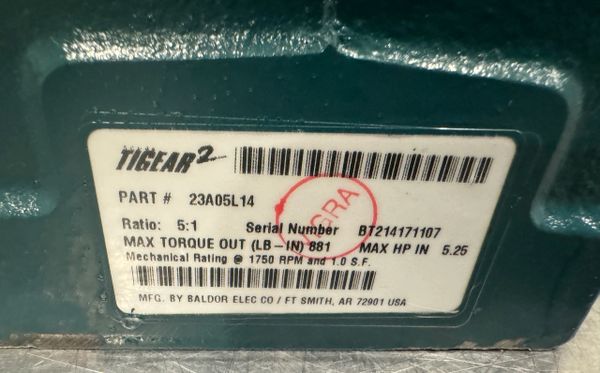 TIGEAR2
PART # 23A05L14
Ratio: 5:1 Serial Number BT214171107
MAX TORQUE OUT (LB-IN) 881 MAX HP IN 5.25
Mechanical Rating @ 1750 RPM and 1.0 S.F.
MFG. BY BALDOR ELEC CO / FT SMITH, AR 72901 USA